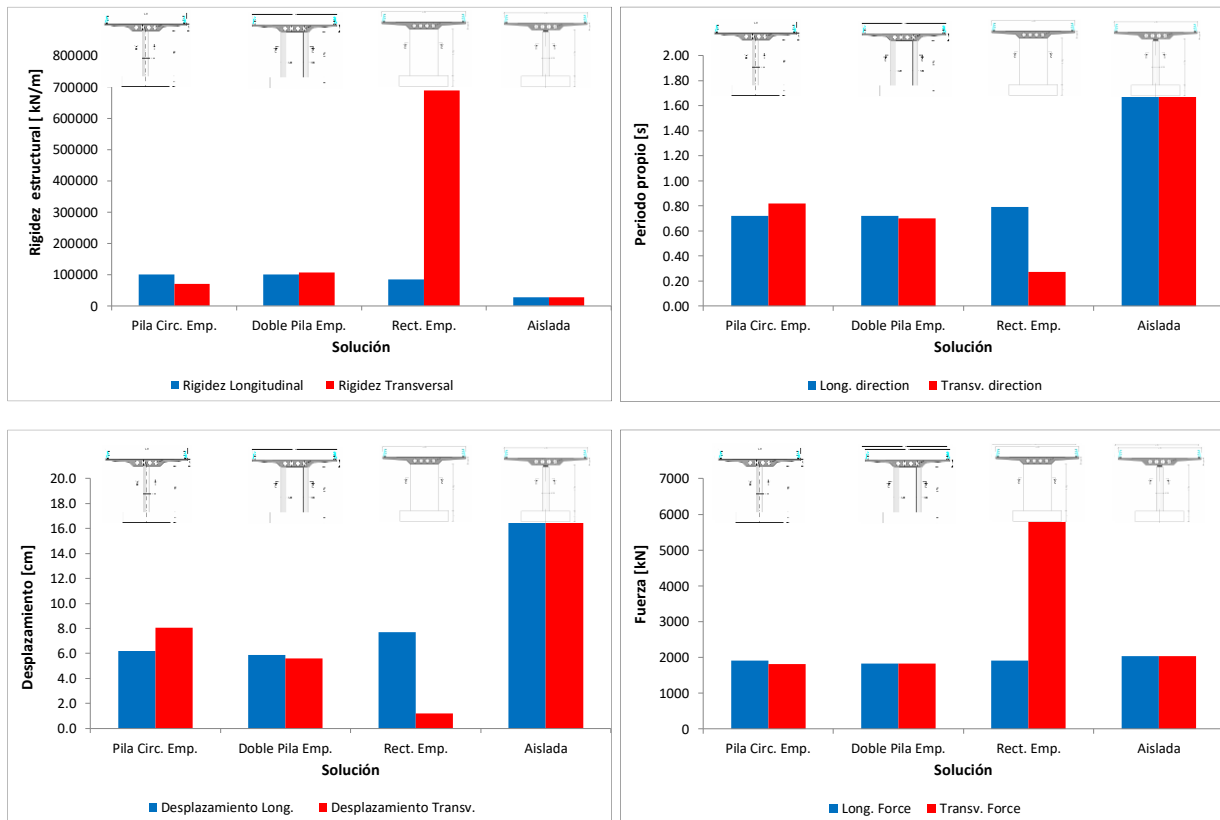 800000
700000
600000
500000
400000
300000
200000
100000
0
Rigidez estructural [ kN/m]
Pila Circ. Emp. Doble Pila Emp. Rect. Emp. Aislada
Solución
Rigidez Longitudinal Rigidez Transversal
2.00
1.80
1.60
1.40
1.20
1.00
0.80
0.60
0.40
0.20
0.00
Periodo propio [s]
Pila Circ. Emp. Doble Pila Emp. Rect. Emp. Aislada
Solución
Long. direction Transv. direction
20.0
18.0
16.0
14.0
12.0
10.0
8.0
6.0
4.0
2.0
0.0
Desplazamiento [cm]
Pila Circ. Emp. Doble Pila Emp. Rect. Emp. Aislada
Solución
Desplazamiento Long. Desplazamiento Transv.
7000
6000
5000
4000
3000
2000
1000
0
Fuerza [kN]
Pila Circ. Emp. Doble Pila Emp. Rect. Emp. Aislada
Solución
Long. Force Transv. Force